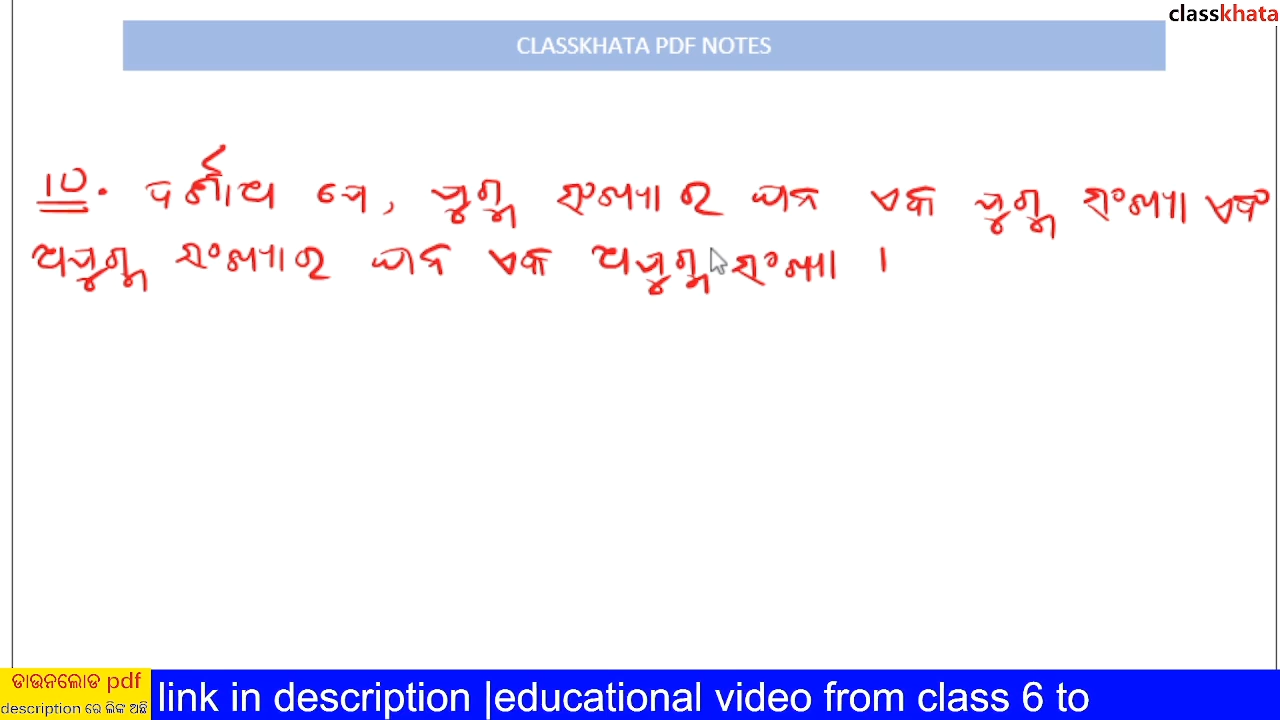 classkhata
CLASSKHATA PDF NOTES
10. ଦର୍ଶାଅ ଯେ, ଯୁଗ୍ମ ସଂଖ୍ୟାର ଘନ ଏକ ଯୁଗ୍ମ ସଂଖ୍ୟା ଏବଂ
ଅଯୁଗ୍ମ ସଂଖ୍ୟାର ଘନ ଏକ ଅଯୁଗ୍ମ ସଂଖ୍ୟା ।
ଡାଉନଲୋଡ pdf
description ରେ ଲିଙ୍କ ଅଛି
link in description |educational video from class 6 to